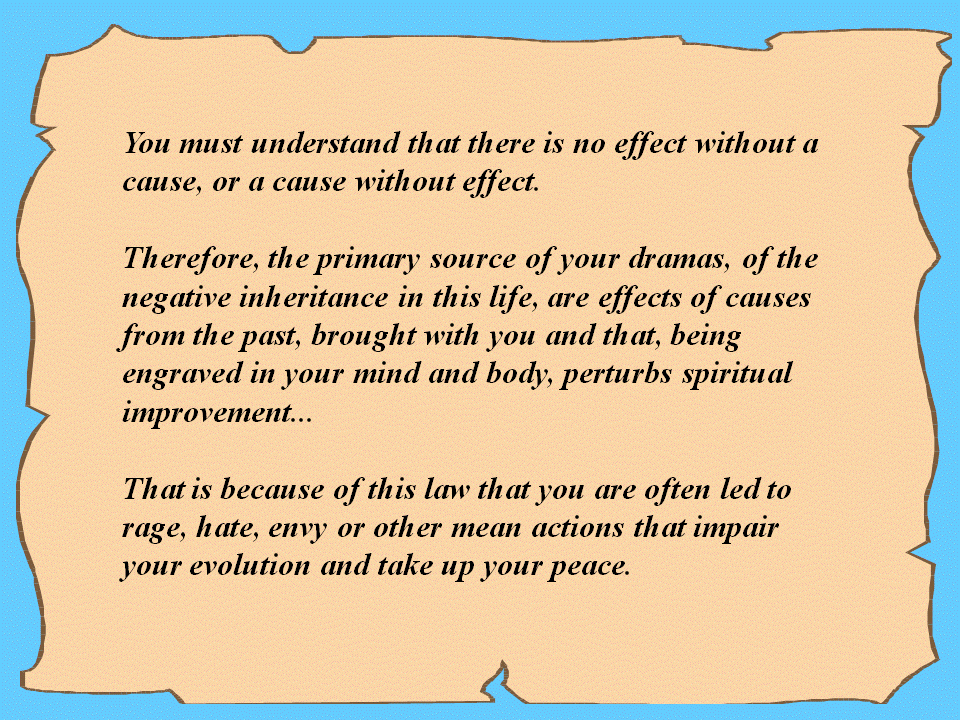 You must understand that there is no effect without a
cause, or a cause without effect.
Therefore, the primary source of your dramas, of the
negative inheritance in this life, are effects of causes
from the past, brought with you and that, being
engraved in your mind and body, perturbs spiritual
improvement...
That is because of this law that you are often led to
rage, hate, envy or other mean actions that impair
your evolution and take up your peace.